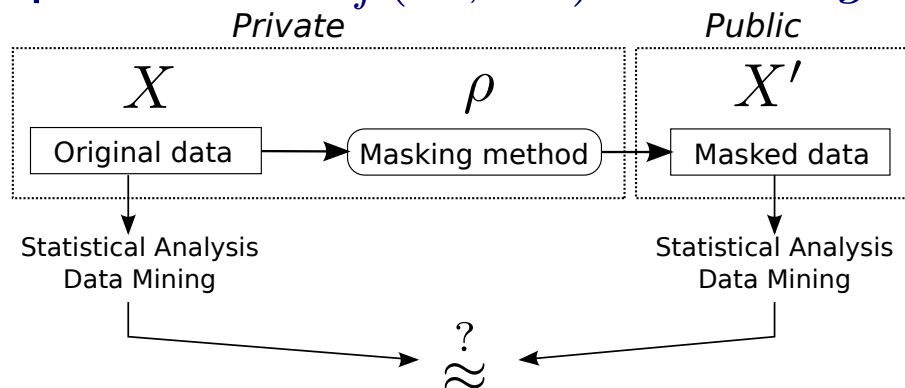 Private Public
X ρ X′
Original data Masking method Masked data
Statistical Analysis Statistical Analysis
Data Mining Data Mining
?
≈